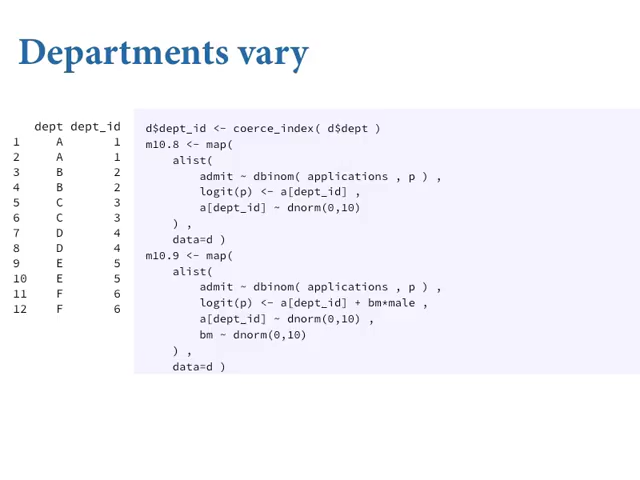 Departments vary
dept dept_id
1 A 1
2 A 1
3 B 2
4 B 2
5 C 3
6 C 3
7 D 4
8 D 4
9 E 5
10 E 5
11 F 6
12 F 6
d$dept_id <- coerce_index( d$dept )
m10.8 <- map(
    alist(
        admit ~ dbinom( applications , p ) ,
        logit(p) <- a[dept_id] ,
        a[dept_id] ~ dnorm(0,10)
    ) ,
    data=d )
m10.9 <- map(
    alist(
        admit ~ dbinom( applications , p ) ,
        logit(p) <- a[dept_id] + bm*male ,
        a[dept_id] ~ dnorm(0,10) ,
        bm ~ dnorm(0,10)
    ) ,
    data=d )